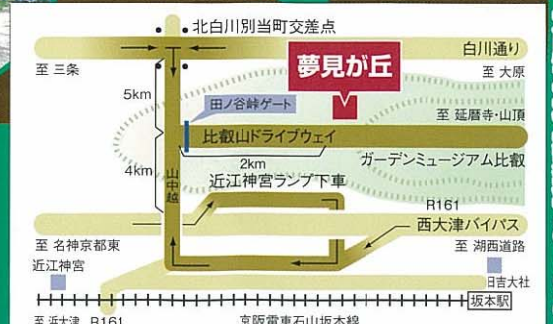 北白川別当町交差点
白川通り
至 三条
夢見が丘
至 大原
5km
田ノ谷峠ゲート
至 延暦寺・山頂
比叡山ドライブウェイ
2km
ガーデンミュージアム比叡
4km
山中越
近江神宮ランプ下車
R161
西大津バイパス
至 名神京都東
至 湖西道路
近江神宮
日吉大社
坂本駅
至 浜大津
R161
京阪電車石山坂本線